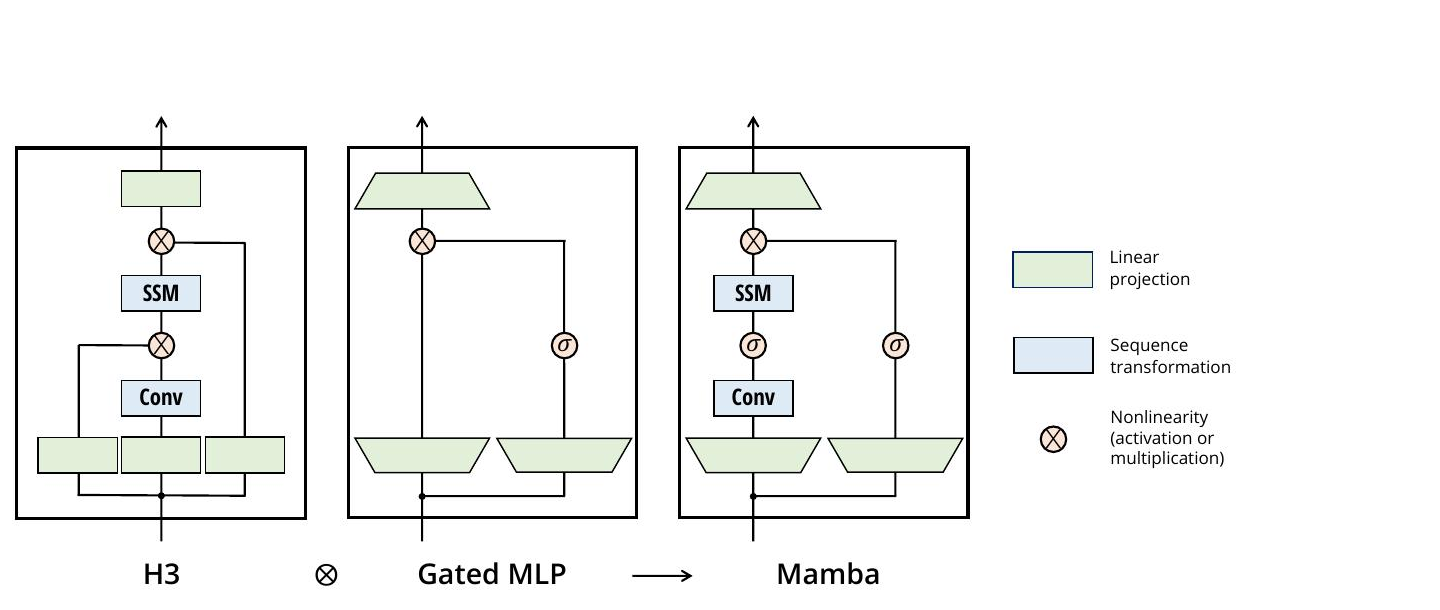 SSM
Conv
σ
SSM
σ
σ
Conv
Linear
projection
Sequence
transformation
Nonlinearity
(activation or
multiplication)
H3 ⊗ Gated MLP → Mamba